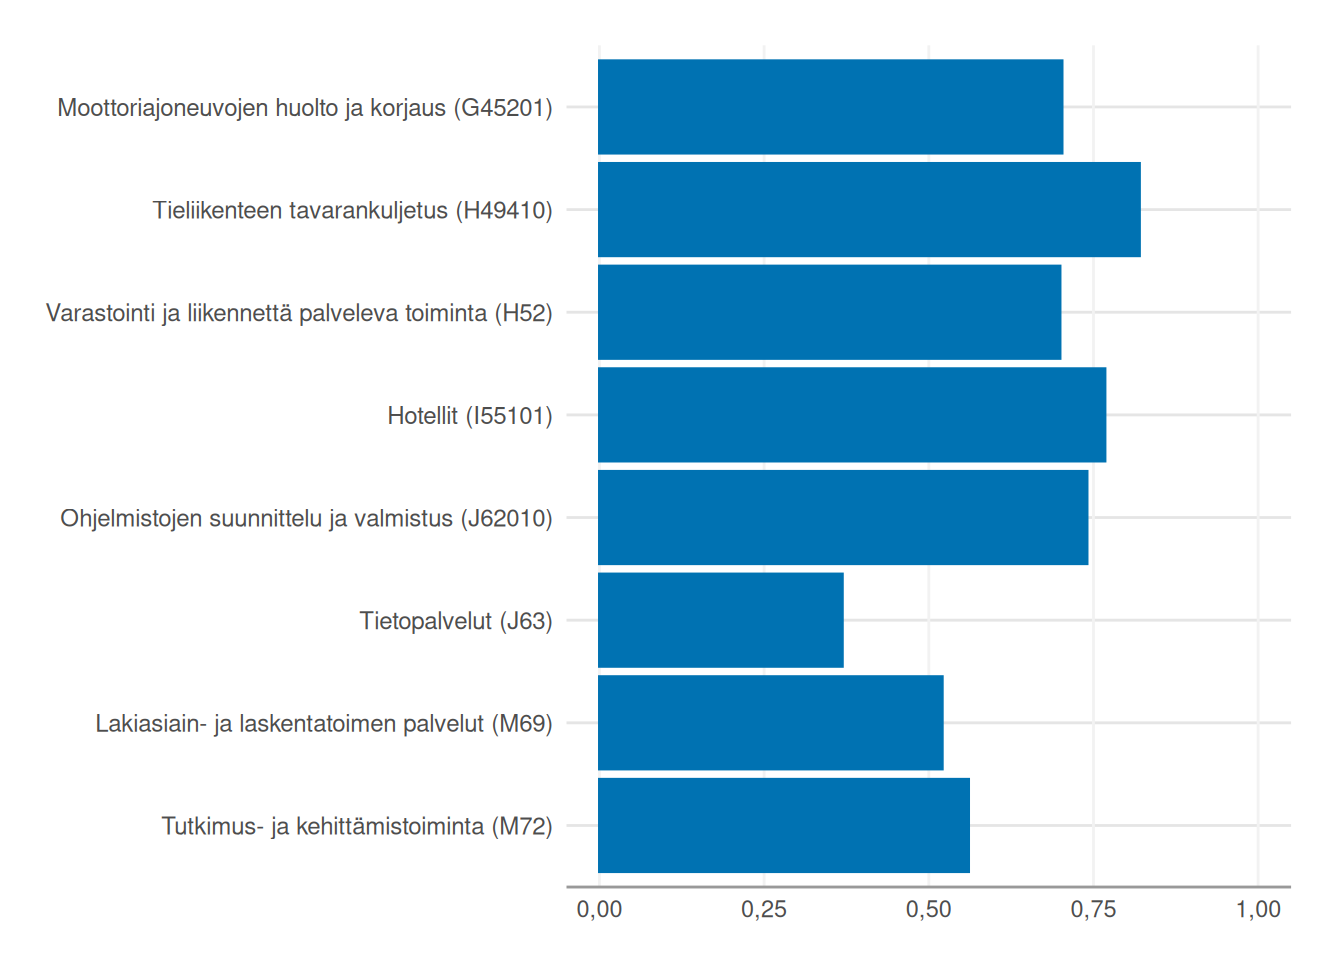 Moottoriajoneuvojen huolto ja korjaus (G45201)
Tieliikenteen tavarankuljetus (H49410)
Varastointi ja liikennettä palveleva toiminta (H52)
Hotellit (I55101)
Ohjelmistojen suunnittelu ja valmistus (J62010)
Tietopalvelut (J63)
Lakiasiain- ja laskentatoimen palvelut (M69)
Tutkimus- ja kehittämistoiminta (M72)
0,00 0,25 0,50 0,75 1,00